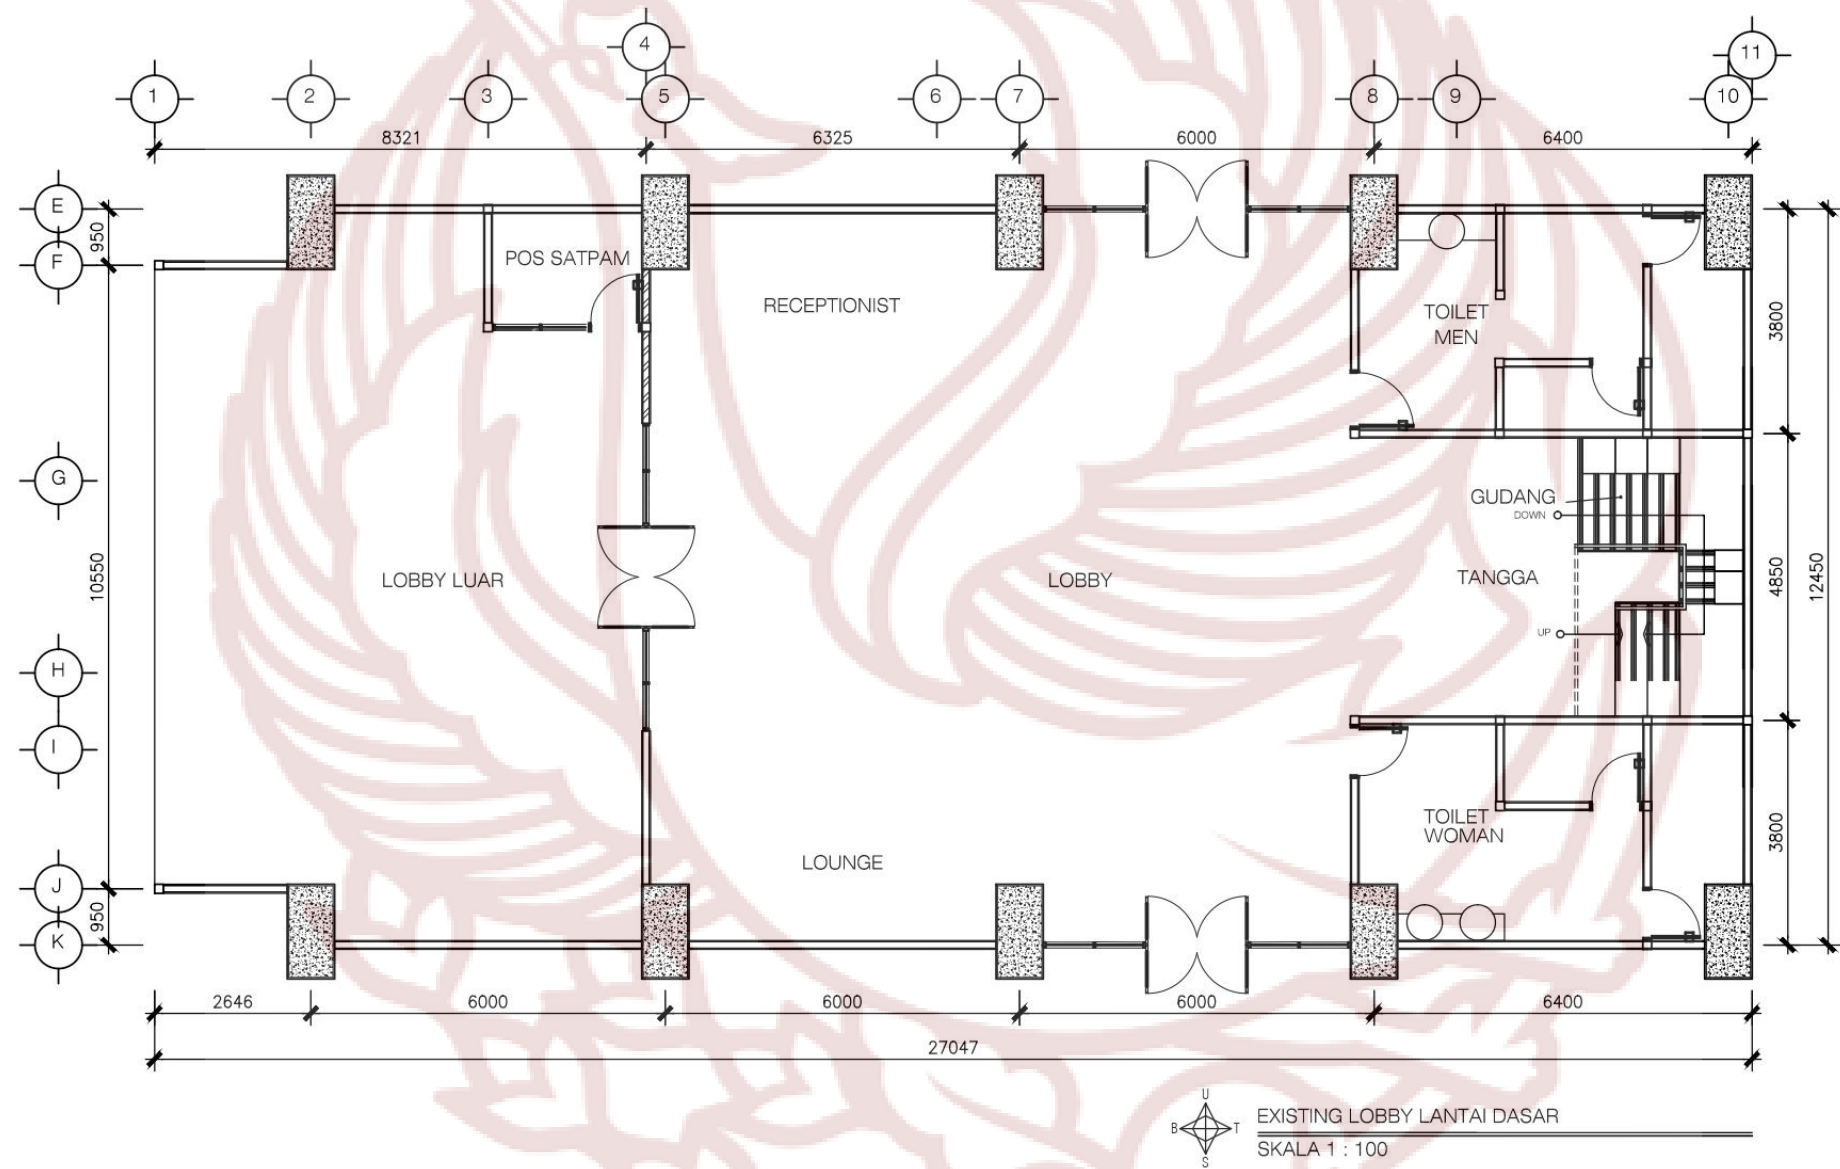 4
11
1
2
3
5
6
7
8
9
10
8321
6325
6000
6400
E
950
F
POS SATPAM
RECEPTIONIST
TOILET
MEN
3800
G
GUDANG
DOWN
10550
LOBBY LUAR
LOBBY
TANGGA
4850
12450
UP
H
I
TOILET
WOMAN
3800
LOUNGE
J
950
K
2646
6000
6000
6000
6400
27047
U
B
T
S
EXISTING LOBBY LANTAI DASAR
SKALA 1 : 100